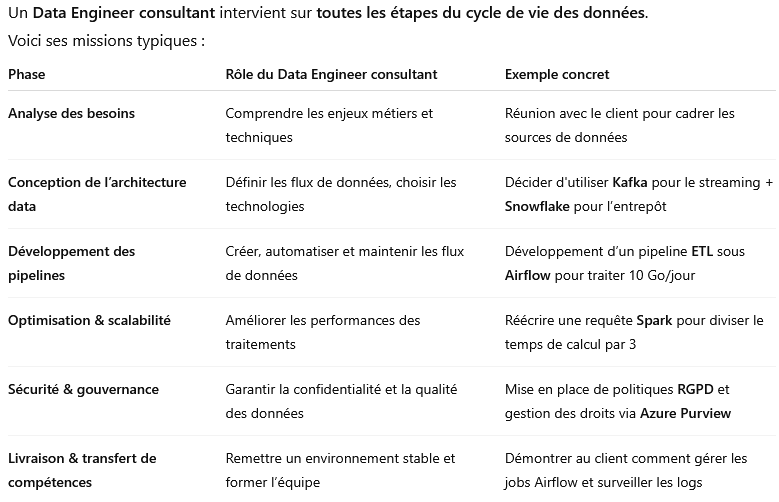 Un Data Engineer consultant intervient sur toutes les étapes du cycle de vie des données.
Voici ses missions typiques :
Phase Rôle du Data Engineer consultant Exemple concret
Analyse des besoins Comprendre les enjeux métiers et Réunion avec le client pour cadrer les
techniques sources de données
Conception de l’architecture Définir les flux de données, choisir les Décider d'utiliser Kafka pour le streaming +
data technologies Snowflake pour l’entrepôt
Développement des Créer, automatiser et maintenir les flux Développement d’un pipeline ETL sous
pipelines de données Airflow pour traiter 10 Go/jour
Optimisation & scalabilité Améliorer les performances des Réécrire une requête Spark pour diviser le
traitements temps de calcul par 3
Sécurité & gouvernance Garantir la confidentialité et la qualité Mise en place de politiques RGPD et
des données gestion des droits via Azure Purview
Livraison & transfert de Remettre un environnement stable et Démontrer au client comment gérer les
compétences former l’équipe jobs Airflow et surveiller les logs